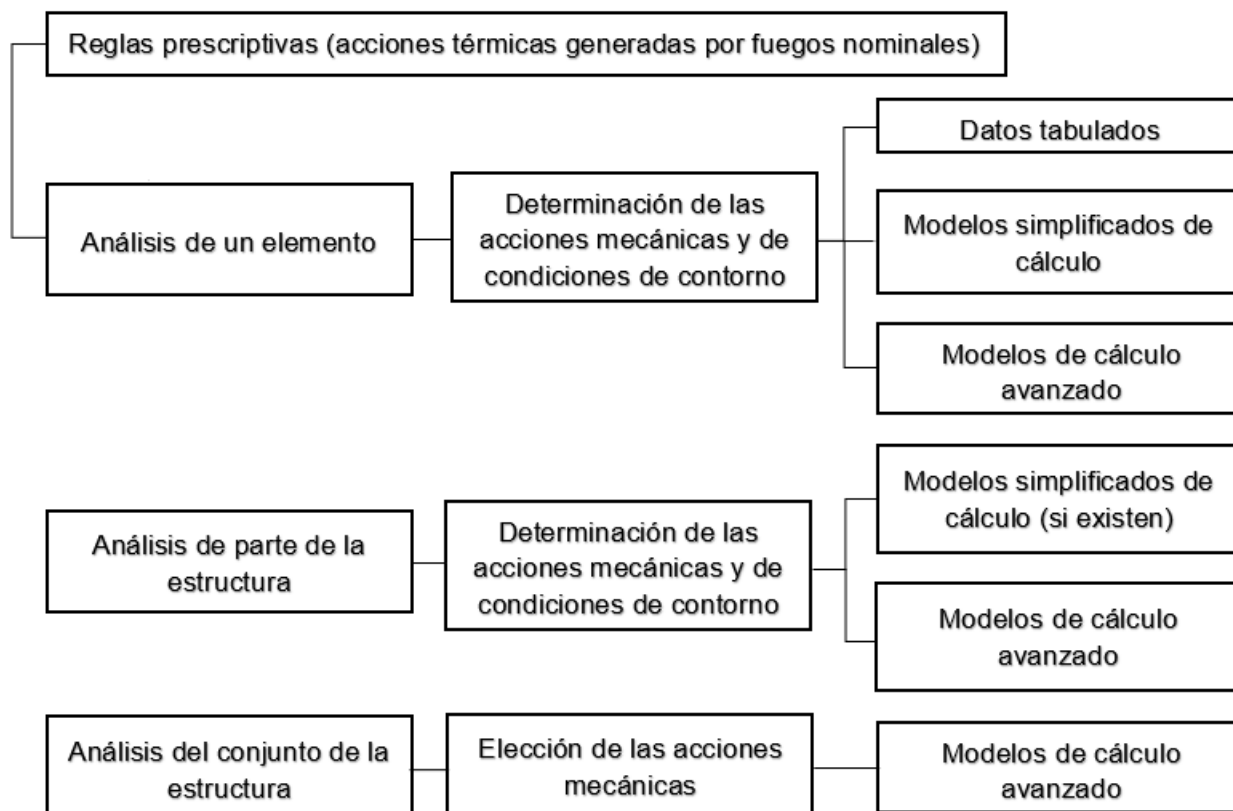 Reglas prescriptivas (acciones térmicas generadas por fuegos nominales)
Análisis de un elemento
Determinación de las
acciones mecánicas y de
condiciones de contorno
Datos tabulados
Modelos simplificados de
cálculo
Modelos de cálculo
avanzado
Análisis de parte de la
estructura
Determinación de las
acciones mecánicas y de
condiciones de contorno
Modelos simplificados de
cálculo (si existen)
Modelos de cálculo
avanzado
Análisis del conjunto de la
estructura
Elección de las acciones
mecánicas
Modelos de cálculo
avanzado